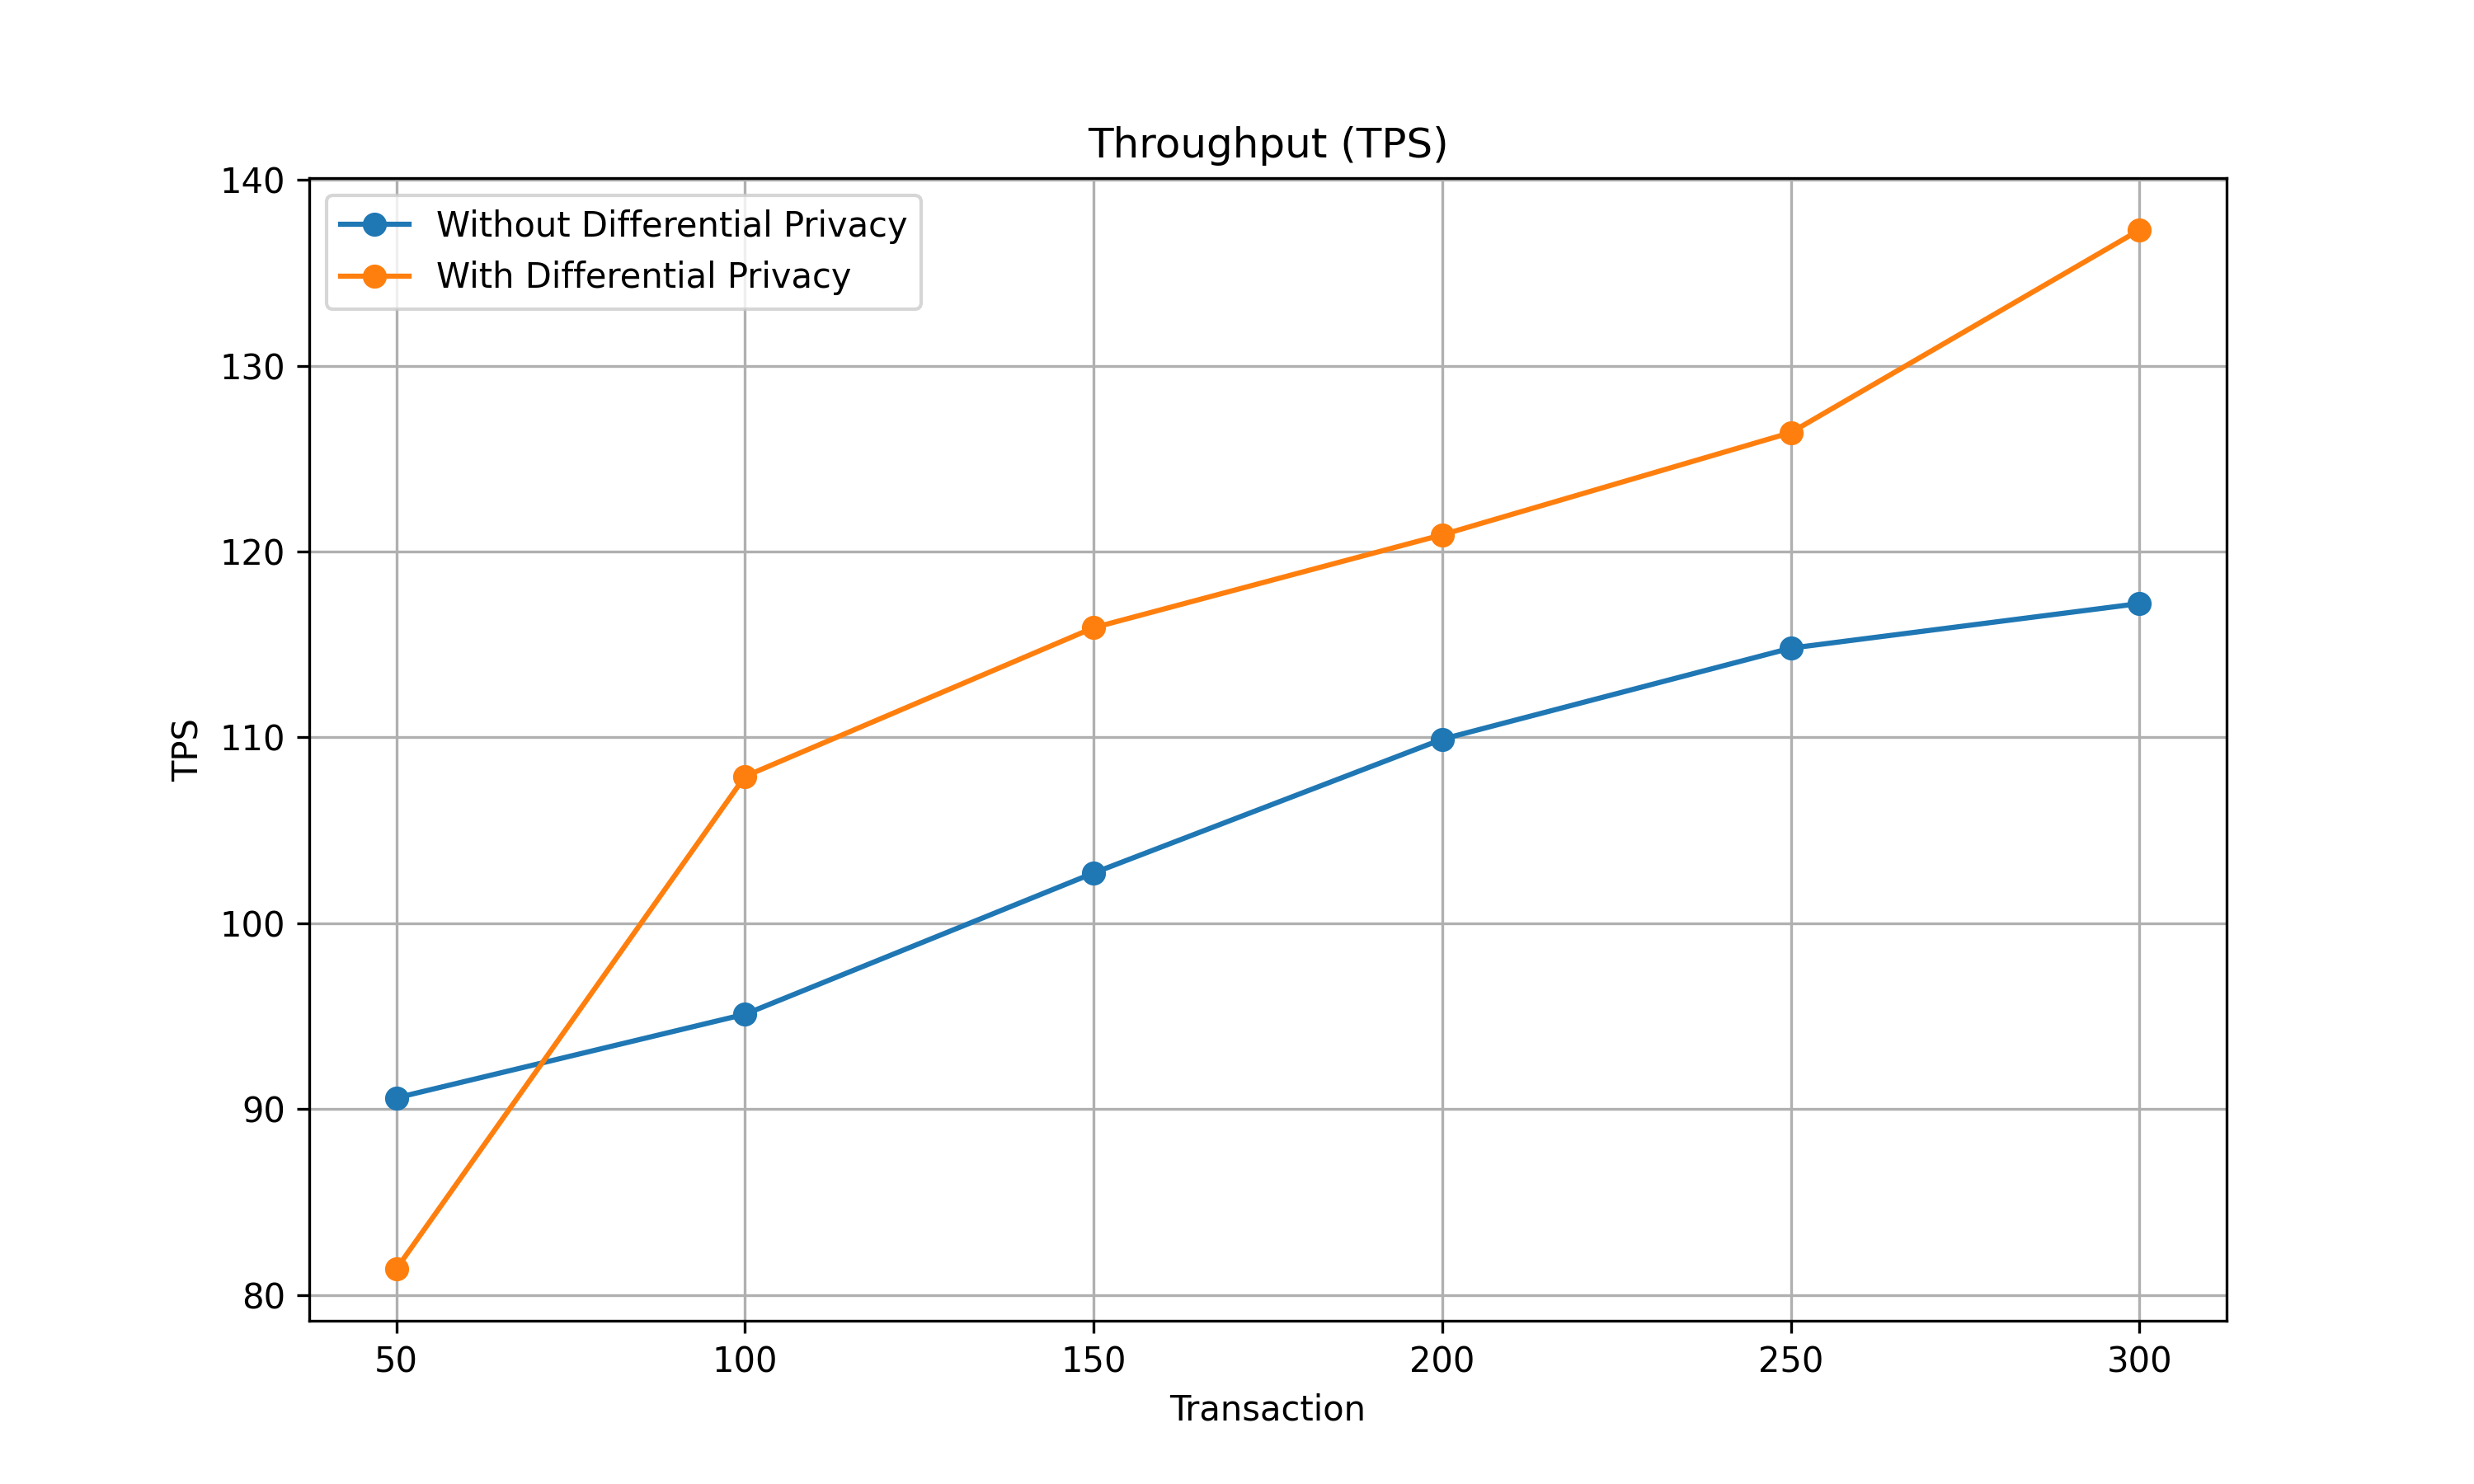 Throughput (TPS)
Without Differential Privacy
With Differential Privacy
TPS
140
130
120
110
100
90
80
50 100 150 200 250 300
Transaction